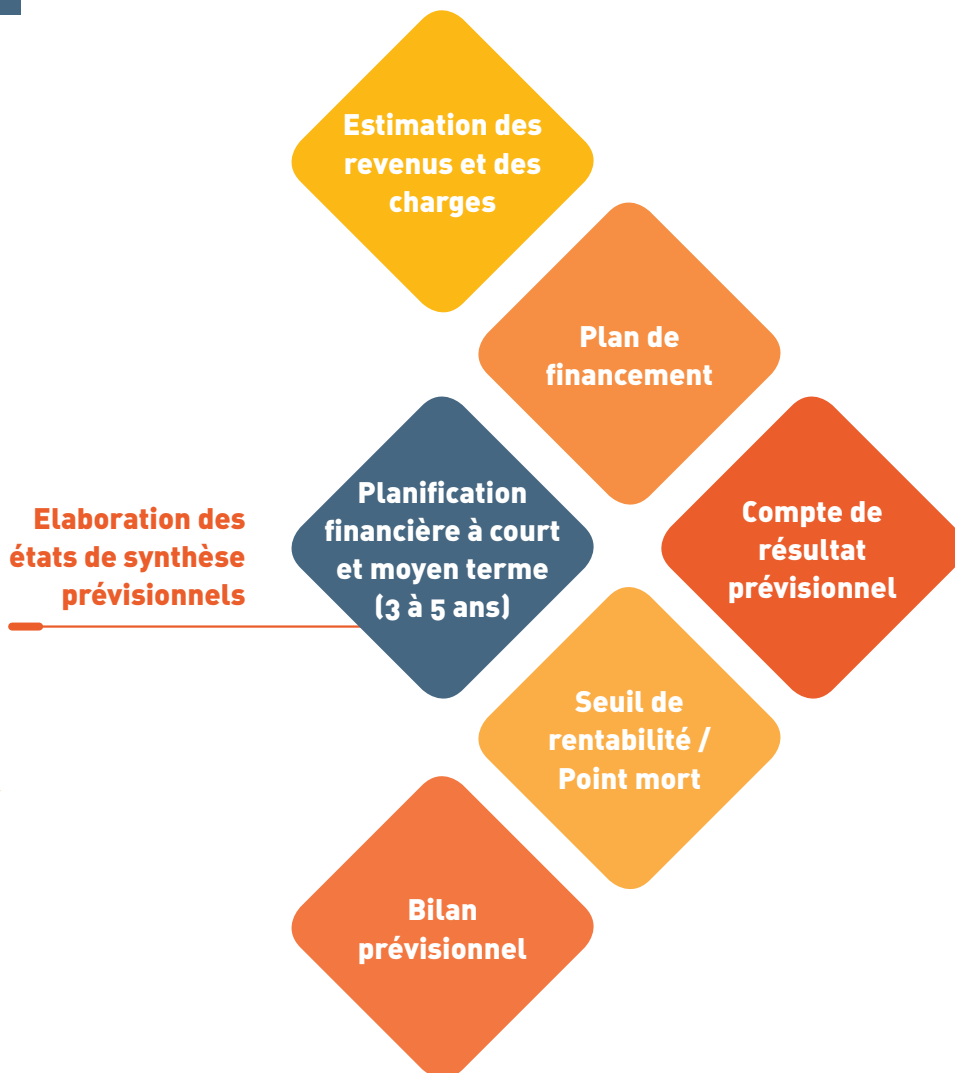 Estimation des
revenus et des
charges
Plan de
financement
Elaboration des
états de synthèse
prévisionnels
Planification
financière à court
et moyen terme
(3 à 5 ans)
Compte de
résultat
prévisionnel
Seuil de
rentabilité /
Point mort
Bilan
prévisionnel